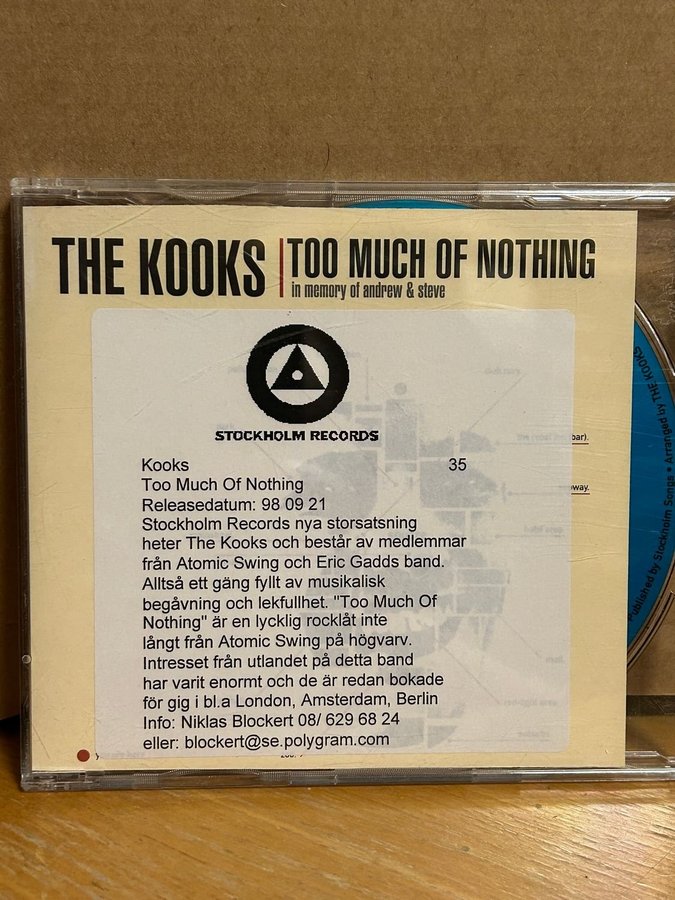 THE KOOKS | TOO MUCH OF NOTHING
in memory of andrew & steve
STOCKHOLM RECORDS
Kooks 35
Too Much Of Nothing
Releasedatum: 98 09 21
Stockholm Records nya storsatsning
heter The Kooks och består av medlemmar
från Atomic Swing och Eric Gadds band.
Alltså ett gäng fyllt av musikalisk
begåvning och lekfullhet. "Too Much Of
Nothing" är en lycklig rocklåt inte
långt från Atomic Swing på högvarv.
Intresset från utlandet på detta band
har varit enormt och de är redan bokade
för gig i bl.a London, Amsterdam, Berlin
Info: Niklas Blockert 08/ 629 68 24
eller: blockert@se.polygram.com
Published by Stockholm Songs • Arranged by THE KOOKS